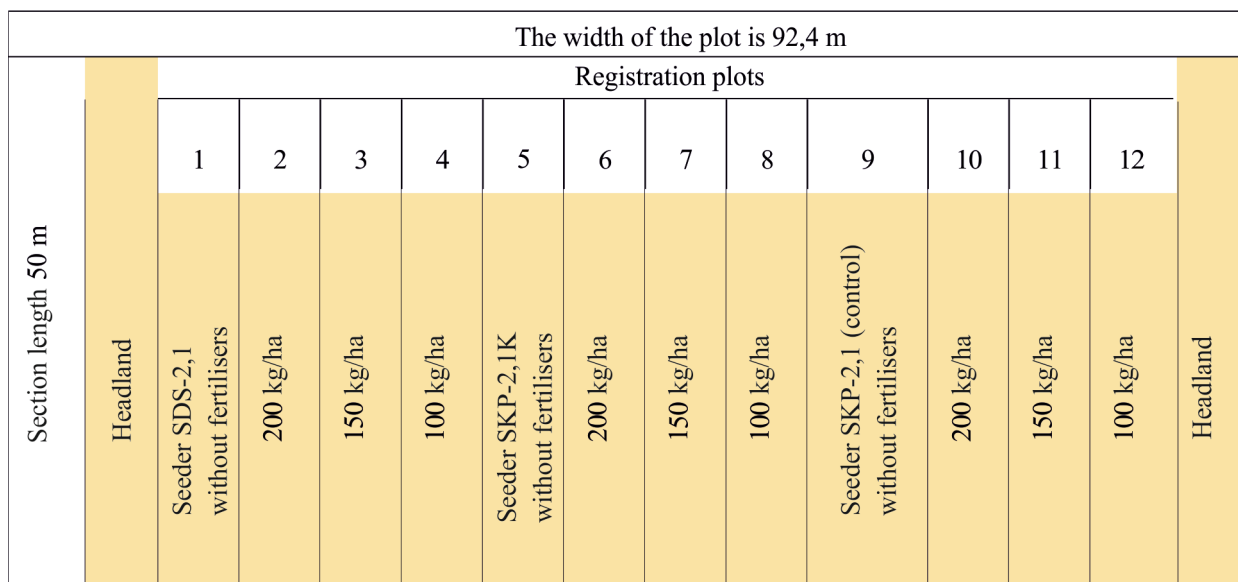 The width of the plot is 92,4 m
Registration plots
1
2
3
4
5
6
7
8
9
10
11
12
Section length 50 m
Headland
Seeder SDS-2,1
without fertilisers
200 kg/ha
150 kg/ha
100 kg/ha
Seeder SKP-2,1K
without fertilisers
200 kg/ha
150 kg/ha
100 kg/ha
Seeder SKP-2,1 (control)
without fertilisers
200 kg/ha
150 kg/ha
100 kg/ha
Headland